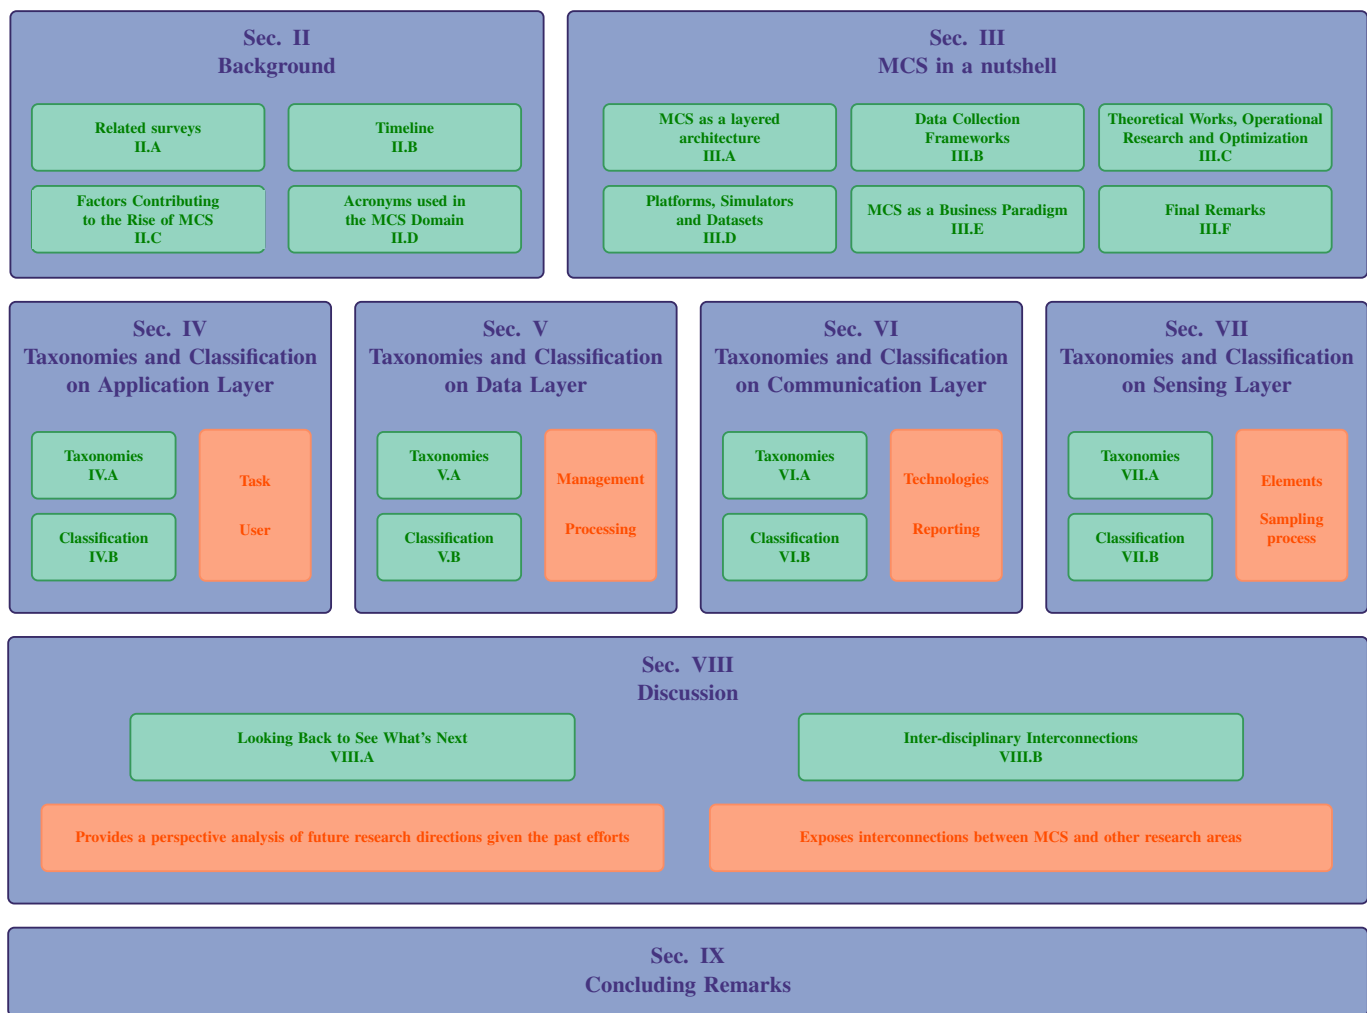 Sec. II
Background
Related surveys
II.A
Timeline
II.B
Factors Contributing
to the Rise of MCS
II.C
Acronyms used in
the MCS Domain
II.D
Sec. III
MCS in a nutshell
MCS as a layered
architecture
III.A
Data Collection
Frameworks
III.B
Theoretical Works, Operational
Research and Optimization
III.C
Platforms, Simulators
and Datasets
III.D
MCS as a Business Paradigm
III.E
Final Remarks
III.F
Sec. IV
Taxonomies and Classification
on Application Layer
Taxonomies
IV.A
Classification
IV.B
Task
User
Sec. V
Taxonomies and Classification
on Data Layer
Taxonomies
V.A
Classification
V.B
Management
Processing
Sec. VI
Taxonomies and Classification
on Communication Layer
Taxonomies
VI.A
Classification
VI.B
Technologies
Reporting
Sec. VII
Taxonomies and Classification
on Sensing Layer
Taxonomies
VII.A
Classification
VII.B
Elements
Sampling
process
Sec. VIII
Discussion
Looking Back to See What's Next
VIII.A
Inter-disciplinary Interconnections
VIII.B
Provides a perspective analysis of future research directions given the past efforts
Exposes interconnections between MCS and other research areas
Sec. IX
Concluding Remarks